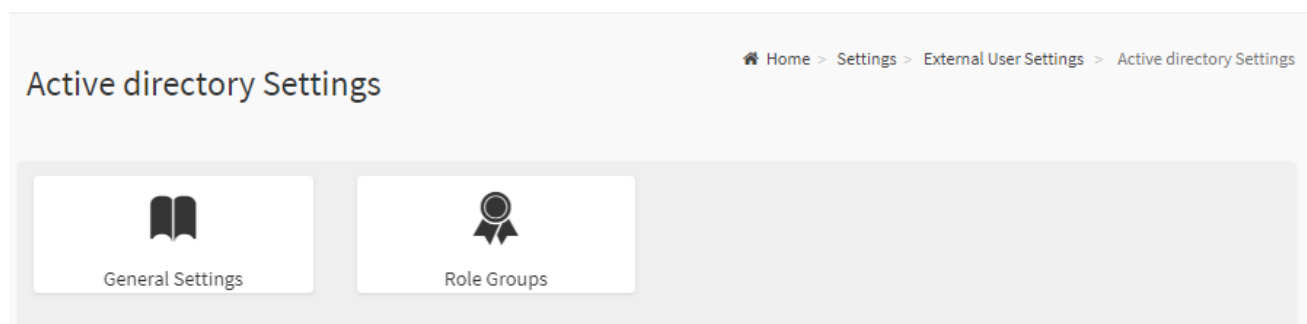 Home > Settings > External User Settings > Active directory Settings
Active directory Settings
General Settings
Role Groups